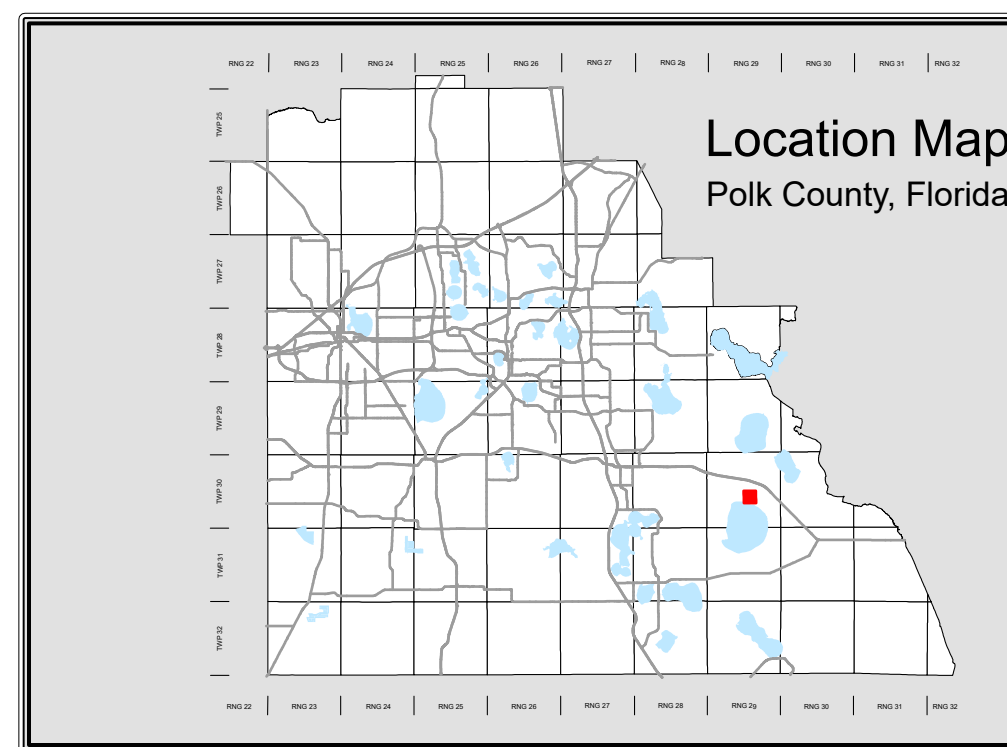 RNG 22 RNG 23 RNG 24 RNG 25 RNG 26 RNG 27 RNG 28 RNG 29 RNG 30 RNG 31 RNG 32
Location Map
Polk County, Florida
TWP 25
TWP 26
TWP 27
TWP 28
TWP 29
TWP 30
TWP 31
TWP 32
RNG 22 RNG 23 RNG 24 RNG 25 RNG 26 RNG 27 RNG 28 RNG 29 RNG 30 RNG 31 RNG 32